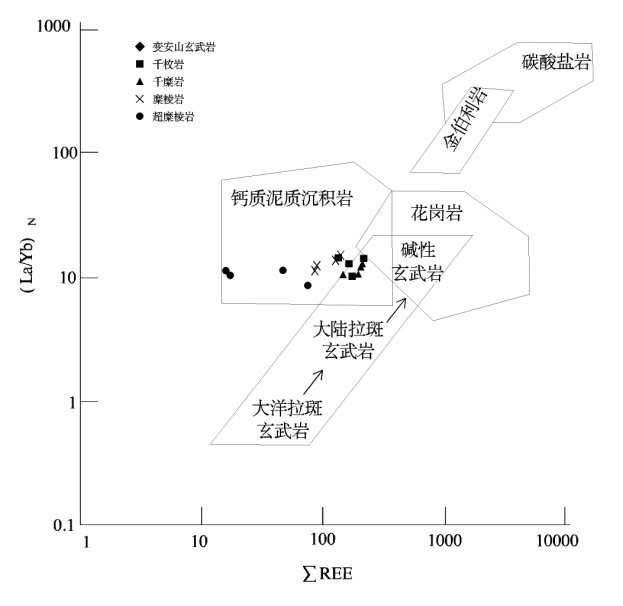 1000
100
10
1
0.1
(La/Yb) N
变安山玄武岩
千枚岩
千糜岩
糜棱岩
超糜棱岩
碳酸盐岩
金伯利岩
钙质泥质沉积岩
花岗岩
碱性
玄武岩
大陆拉斑
玄武岩
大洋拉斑
玄武岩
1
10
100
1000
10000
∑REE